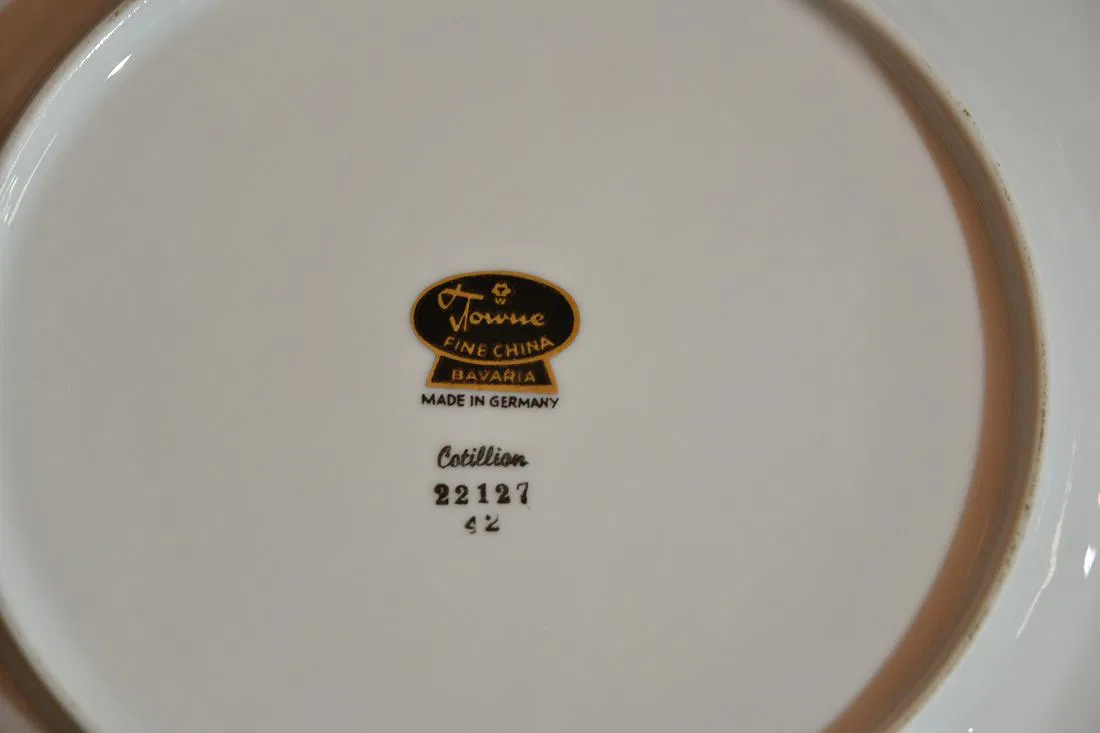 W
Towne
FINE CHINA
BAVARIA
MADE IN GERMANY
Cotillion
22127
42